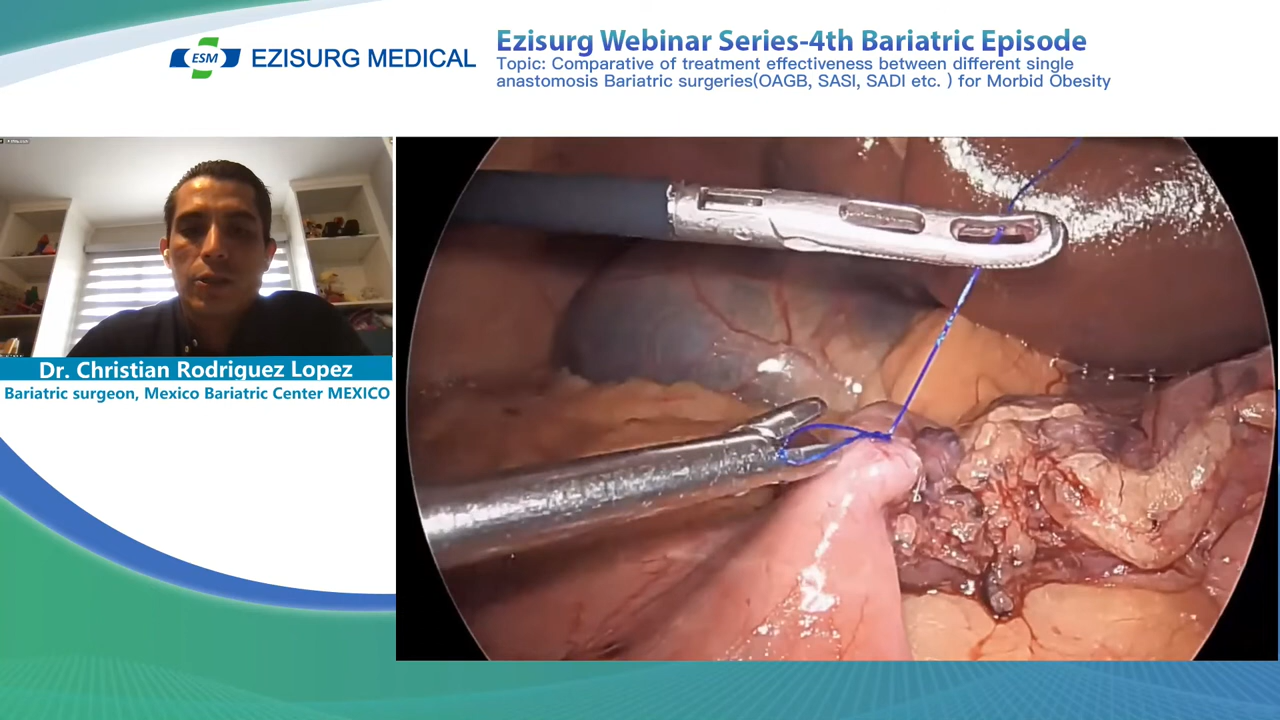 ESM
EZISURG MEDICAL
Ezisurg Webinar Series-4th Bariatric Episode
Topic: Comparative of treatment effectiveness between different single
anastomosis Bariatric surgeries(OAGB, SASI, SADI etc. ) for Morbid Obesity
Dr. Christian Rodriguez Lopez
Bariatric surgeon, Mexico Bariatric Center MEXICO